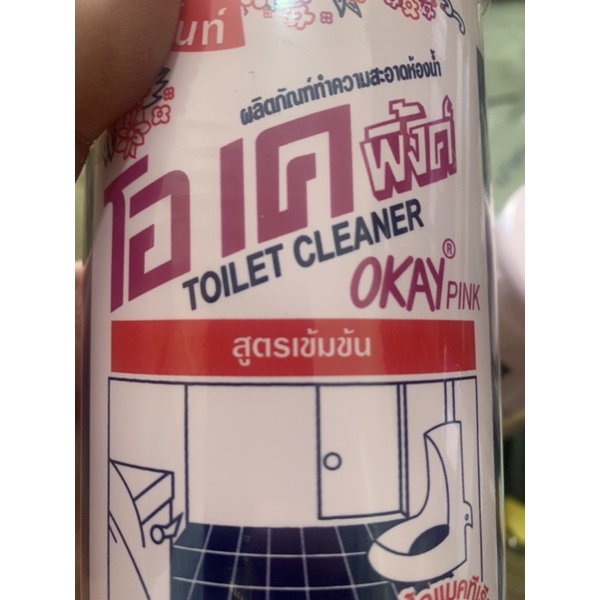 ผลิตภัณฑ์ทำความสะอาดห้องน้ำ
โอเค พิ้งค์
TOILET CLEANER
OKAY® PINK
สูตรเข้มข้น